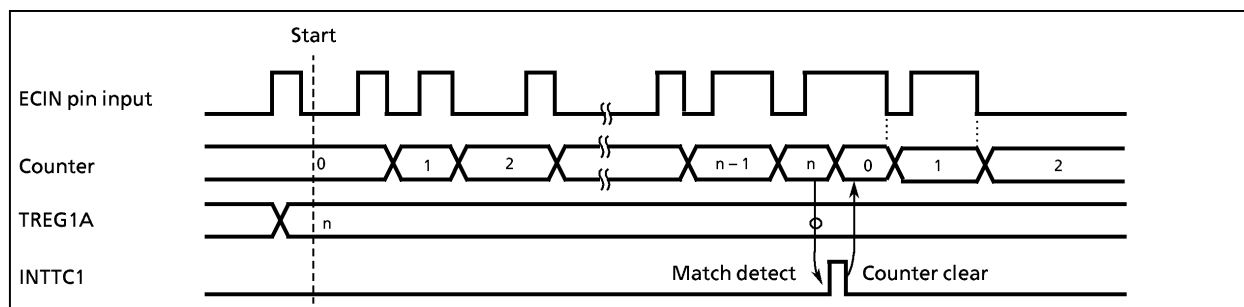 Start
ECIN pin input
Counter 0 1 2 n – 1 n 0 1 2
TREG1A n
INTTC1 Match detect Counter clear